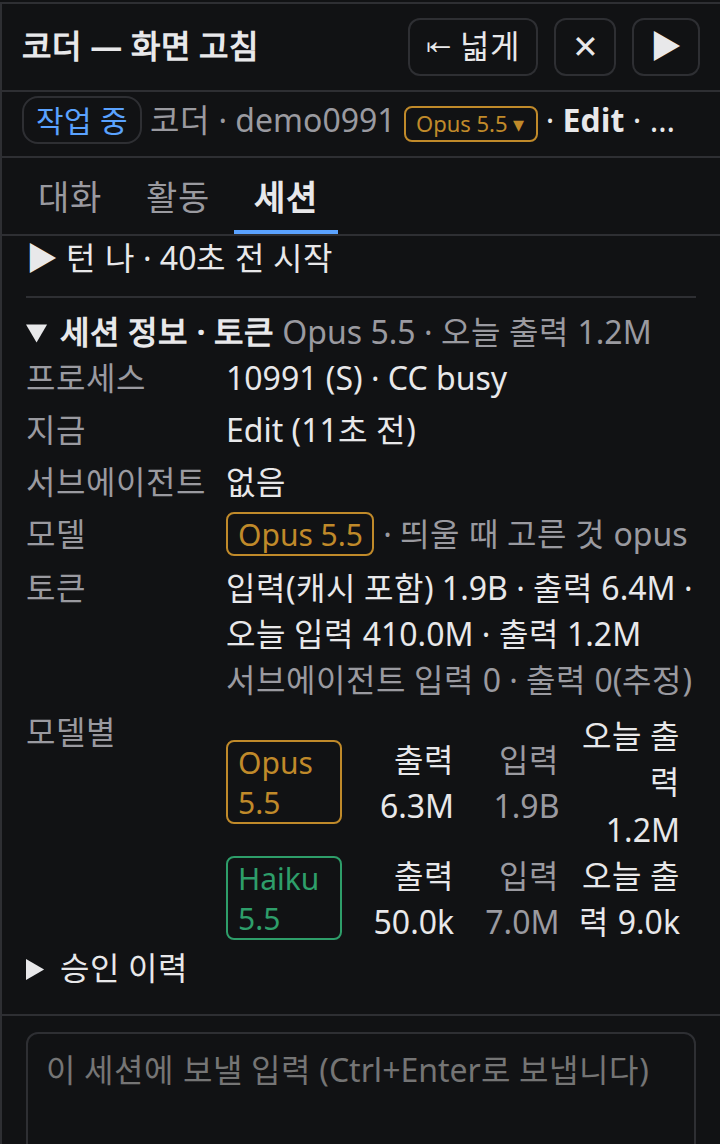 코더 — 화면 고침 ⇤ 넓게 ✕ ▶
작업 중 코더 · demo0991 Opus 5.5 ▾ · Edit · ...
대화 활동 세션
▶ 턴 나 · 40초 전 시작
▼ 세션 정보 · 토큰 Opus 5.5 · 오늘 출력 1.2M
프로세스 10991 (S) · CC busy
지금 Edit (11초 전)
서브에이전트 없음
모델 Opus 5.5 · 띄울 때 고른 것 opus
토큰 입력(캐시 포함) 1.9B · 출력 6.4M ·
오늘 입력 410.0M · 출력 1.2M
서브에이전트 입력 0 · 출력 0(추정)
모델별
Opus 5.5 출력 6.3M 입력 1.9B 오늘 출력 1.2M
Haiku 5.5 출력 50.0k 입력 7.0M 오늘 출력 9.0k
▶ 승인 이력
이 세션에 보낼 입력 (Ctrl+Enter로 보냅니다)